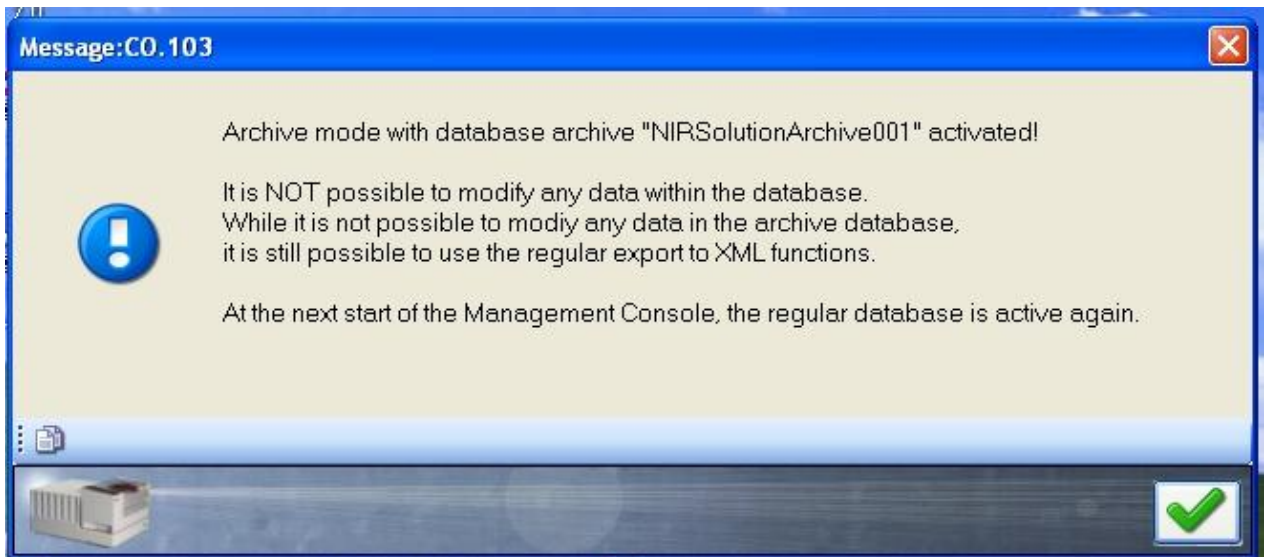 Message:CO.103
Archive mode with database archive "NIRSolutionArchive001" activated!
It is NOT possible to modify any data within the database.
While it is not possible to modiy any data in the archive database,
it is still possible to use the regular export to XML functions.
At the next start of the Management Console, the regular database is active again.